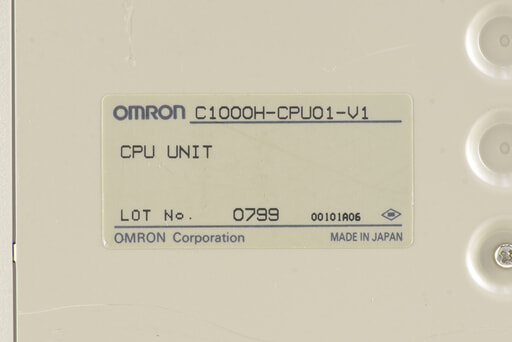 OMRON C1000H-CPU01-V1
CPU UNIT
LOT No. 0799 00101A06
OMRON Corporation MADE IN JAPAN